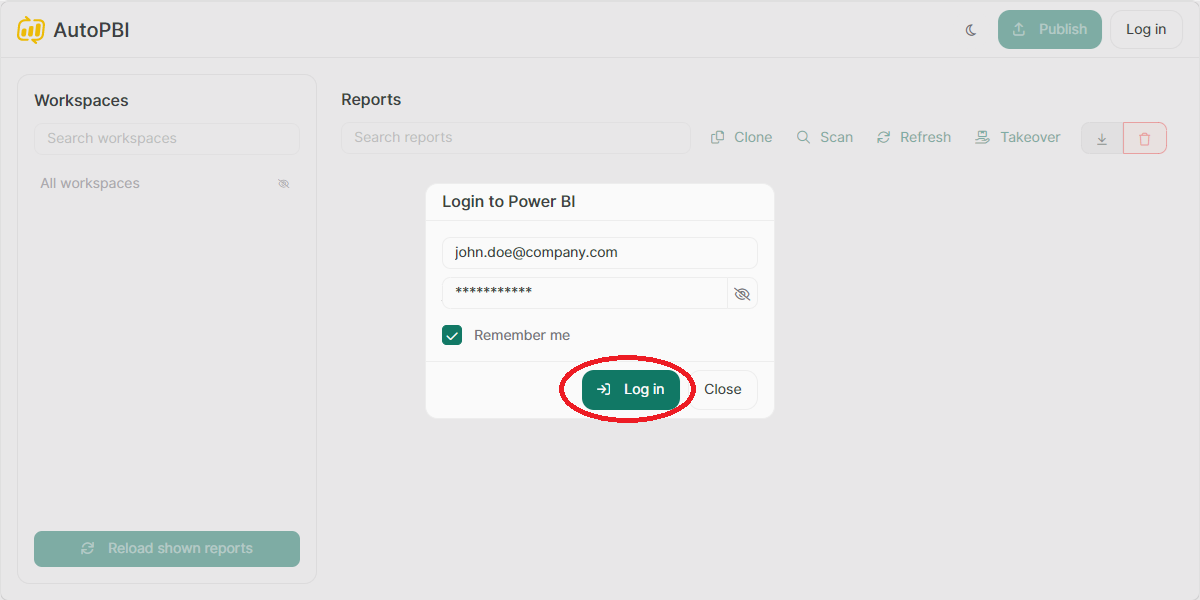 AutoPBI
Publish
Log in
Workspaces
Search workspaces
All workspaces
Reload shown reports
Reports
Search reports
Clone
Scan
Refresh
Takeover
Login to Power BI
john.doe@company.com
***********
Remember me
Log in
Close